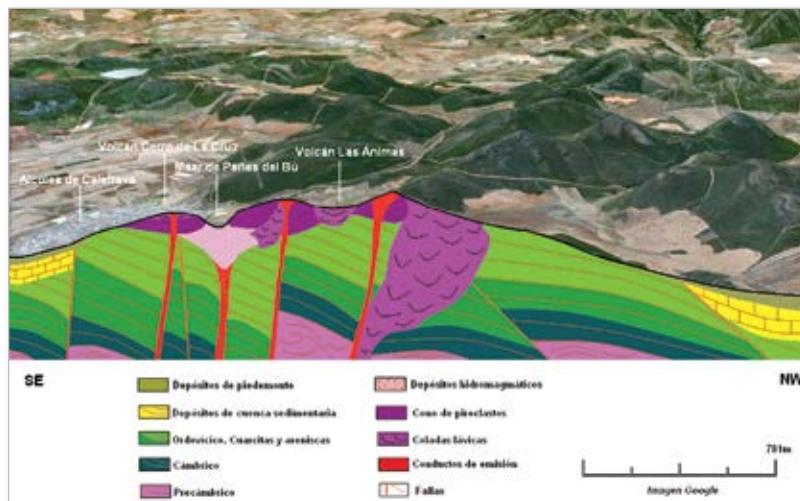 Volcán Cerro de La Cruz
Maar de Peñas del Bú
Volcán Las Ánimas
de Calatrava
SE
NW
Depósitos de piedemonte
Depósitos de cuenca sedimentaria
Ordovícico, Cuarcitas y areniscas
Cámbrico
Precámbrico
Depósitos hidromagmáticos
Cono de piroclastos
Coladas lávicas
Conductos de emisión
Fallas
781m
Imagen Google